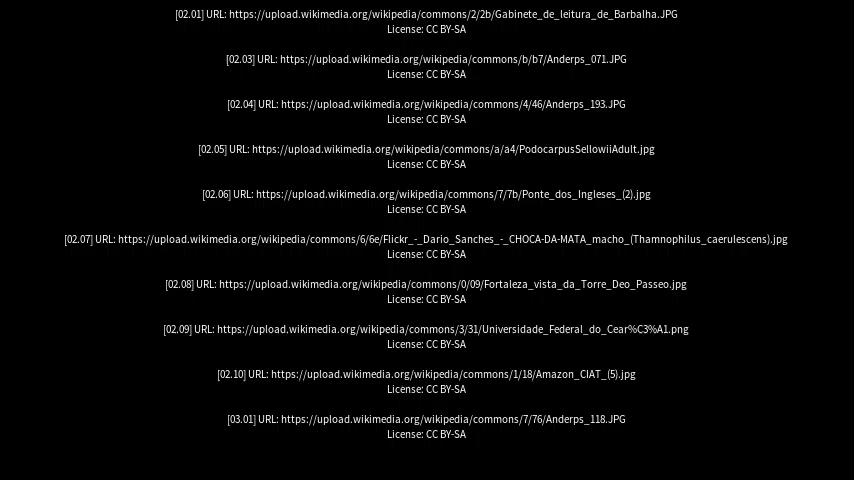 [02.01] URL: https://upload.wikimedia.org/wikipedia/commons/2/2b/Gabinete_de_leitura_de_Barbalha.JPG
License: CC BY-SA
[02.03] URL: https://upload.wikimedia.org/wikipedia/commons/b/b7/Anderps_071.JPG
License: CC BY-SA
[02.04] URL: https://upload.wikimedia.org/wikipedia/commons/4/46/Anderps_193.JPG
License: CC BY-SA
[02.05] URL: https://upload.wikimedia.org/wikipedia/commons/a/a4/PodocarpusSellowiiAdult.jpg
License: CC BY-SA
[02.06] URL: https://upload.wikimedia.org/wikipedia/commons/7/7b/Ponte_dos_Ingleses_(2).jpg
License: CC BY-SA
[02.07] URL: https://upload.wikimedia.org/wikipedia/commons/6/6e/Flickr_-_Dario_Sanches_-_CHOCA-DA-MATA_macho_(Thamnophilus_caerulescens).jpg
License: CC BY-SA
[02.08] URL: https://upload.wikimedia.org/wikipedia/commons/0/09/Fortaleza_vista_da_Torre_Deo_Passeo.jpg
License: CC BY-SA
[02.09] URL: https://upload.wikimedia.org/wikipedia/commons/3/31/Universidade_Federal_do_Cear%C3%A1.png
License: CC BY-SA
[02.10] URL: https://upload.wikimedia.org/wikipedia/commons/1/18/Amazon_CIAT_(5).jpg
License: CC BY-SA
[03.01] URL: https://upload.wikimedia.org/wikipedia/commons/7/76/Anderps_118.JPG
License: CC BY-SA